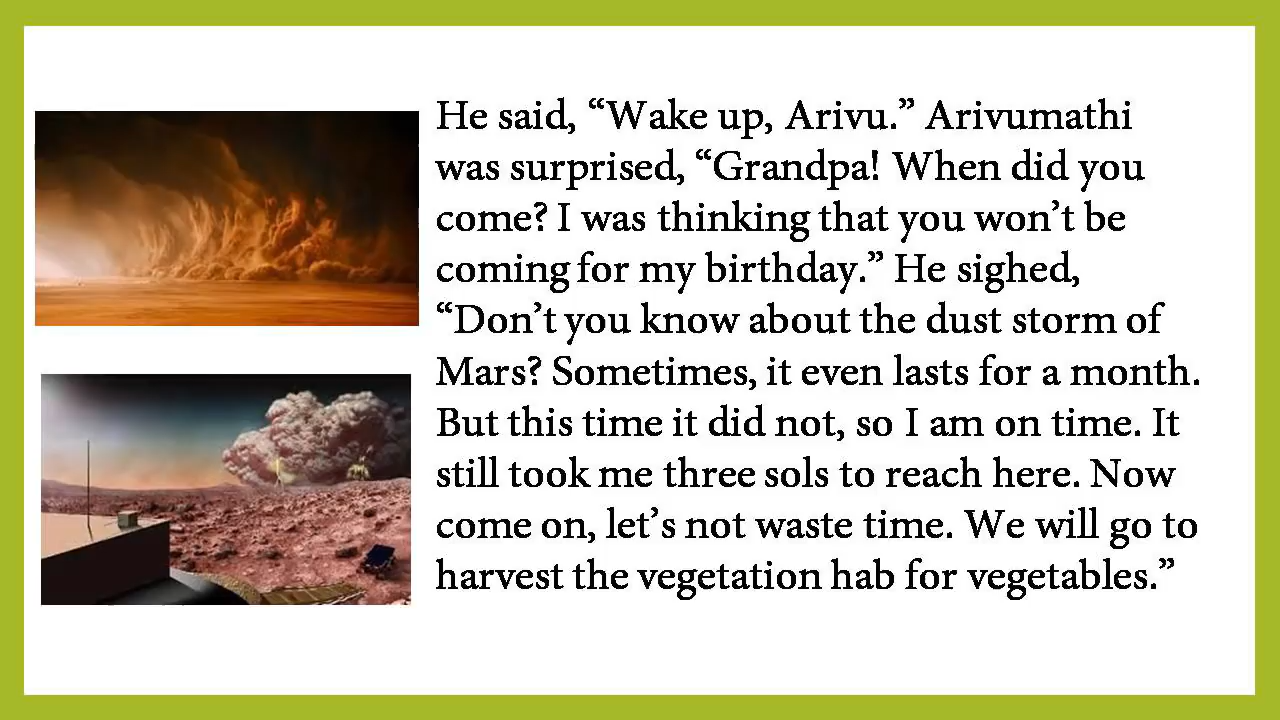 He said, “Wake up, Arivu.” Arivumathi
was surprised, “Grandpa! When did you
come? I was thinking that you won’t be
coming for my birthday.” He sighed,
“Don’t you know about the dust storm of
Mars? Sometimes, it even lasts for a month.
But this time it did not, so I am on time. It
still took me three sols to reach here. Now
come on, let’s not waste time. We will go to
harvest the vegetation hab for vegetables.”